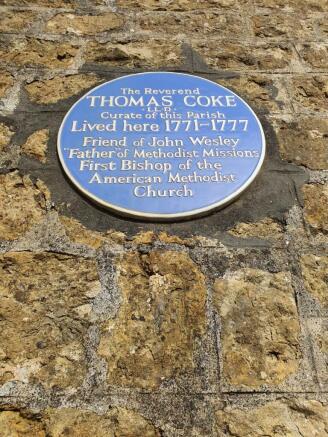 The Reverend
THOMAS COKE
· LL.D ·
Curate of this Parish
Lived here 1771-1777
Friend of John Wesley
"Father" of Methodist Missions
First Bishop of the
American Methodist
Church